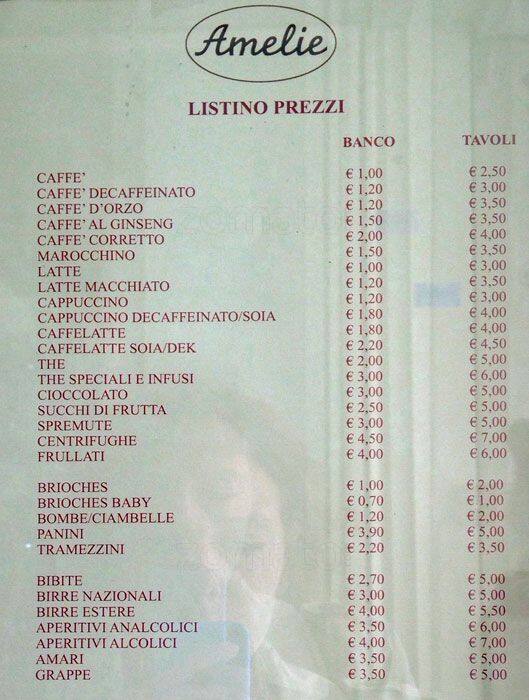 Amelie
LISTINO PREZZI
BANCO TAVOLI
CAFFE' € 1,00 € 2,50
CAFFE' DECAFFEINATO € 1,20 € 3,00
CAFFE' D'ORZO € 1,20 € 3,50
CAFFE' AL GINSENG € 1,50 € 3,50
CAFFE' CORRETTO € 2,00 € 4,00
MAROCCHINO € 1,50 € 3,50
LATTE € 1,00 € 3,00
LATTE MACCHIATO € 1,20 € 3,50
CAPPUCCINO € 1,20 € 3,00
CAPPUCCINO DECAFFEINATO/SOIA € 1,80 € 4,00
CAFFELATTE € 1,80 € 4,00
CAFFELATTE SOIA/DEK € 2,20 € 4,50
THE € 2,00 € 5,00
THE SPECIALI E INFUSI € 3,00 € 6,00
CIOCCOLATO € 3,00 € 5,00
SUCCHI DI FRUTTA € 2,50 € 5,00
SPREMUTE € 3,00 € 5,00
CENTRIFUGHE € 4,50 € 7,00
FRULLATI € 4,00 € 6,00
BRIOCHES € 1,00 € 2,00
BRIOCHES BABY € 0,70 € 1,00
BOMBE/CIAMBELLE € 1,20 € 2,00
PANINI € 3,90 € 5,00
TRAMEZZINI € 2,20 € 3,50
BIBITE € 2,70 € 5,00
BIRRE NAZIONALI € 3,00 € 5,00
BIRRE ESTERE € 4,00 € 5,50
APERITIVI ANALCOLICI € 3,50 € 6,00
APERITIVI ALCOLICI € 4,00 € 7,00
AMARI € 3,50 € 5,00
GRAPPE € 3,50 € 5,00